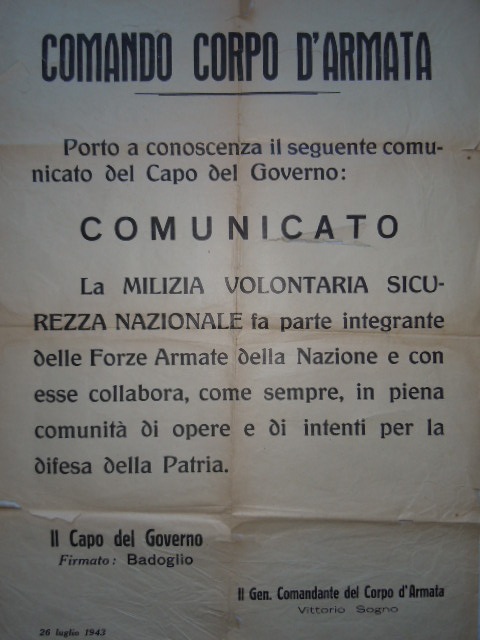 COMANDO CORPO D'ARMATA
Porto a conoscenza il seguente comu-
nicato del Capo del Governo:
COMUNICATO
La MILIZIA VOLONTARIA SICU-
REZZA NAZIONALE fa parte integrante
delle Forze Armate della Nazione e con
esse collabora, come sempre, in piena
comunità di opere e di intenti per la
difesa della Patria.
Il Capo del Governo
Firmato: Badoglio
Il Gen. Comandante del Corpo d'Armata
Vittorio Sogno
26 luglio 1943